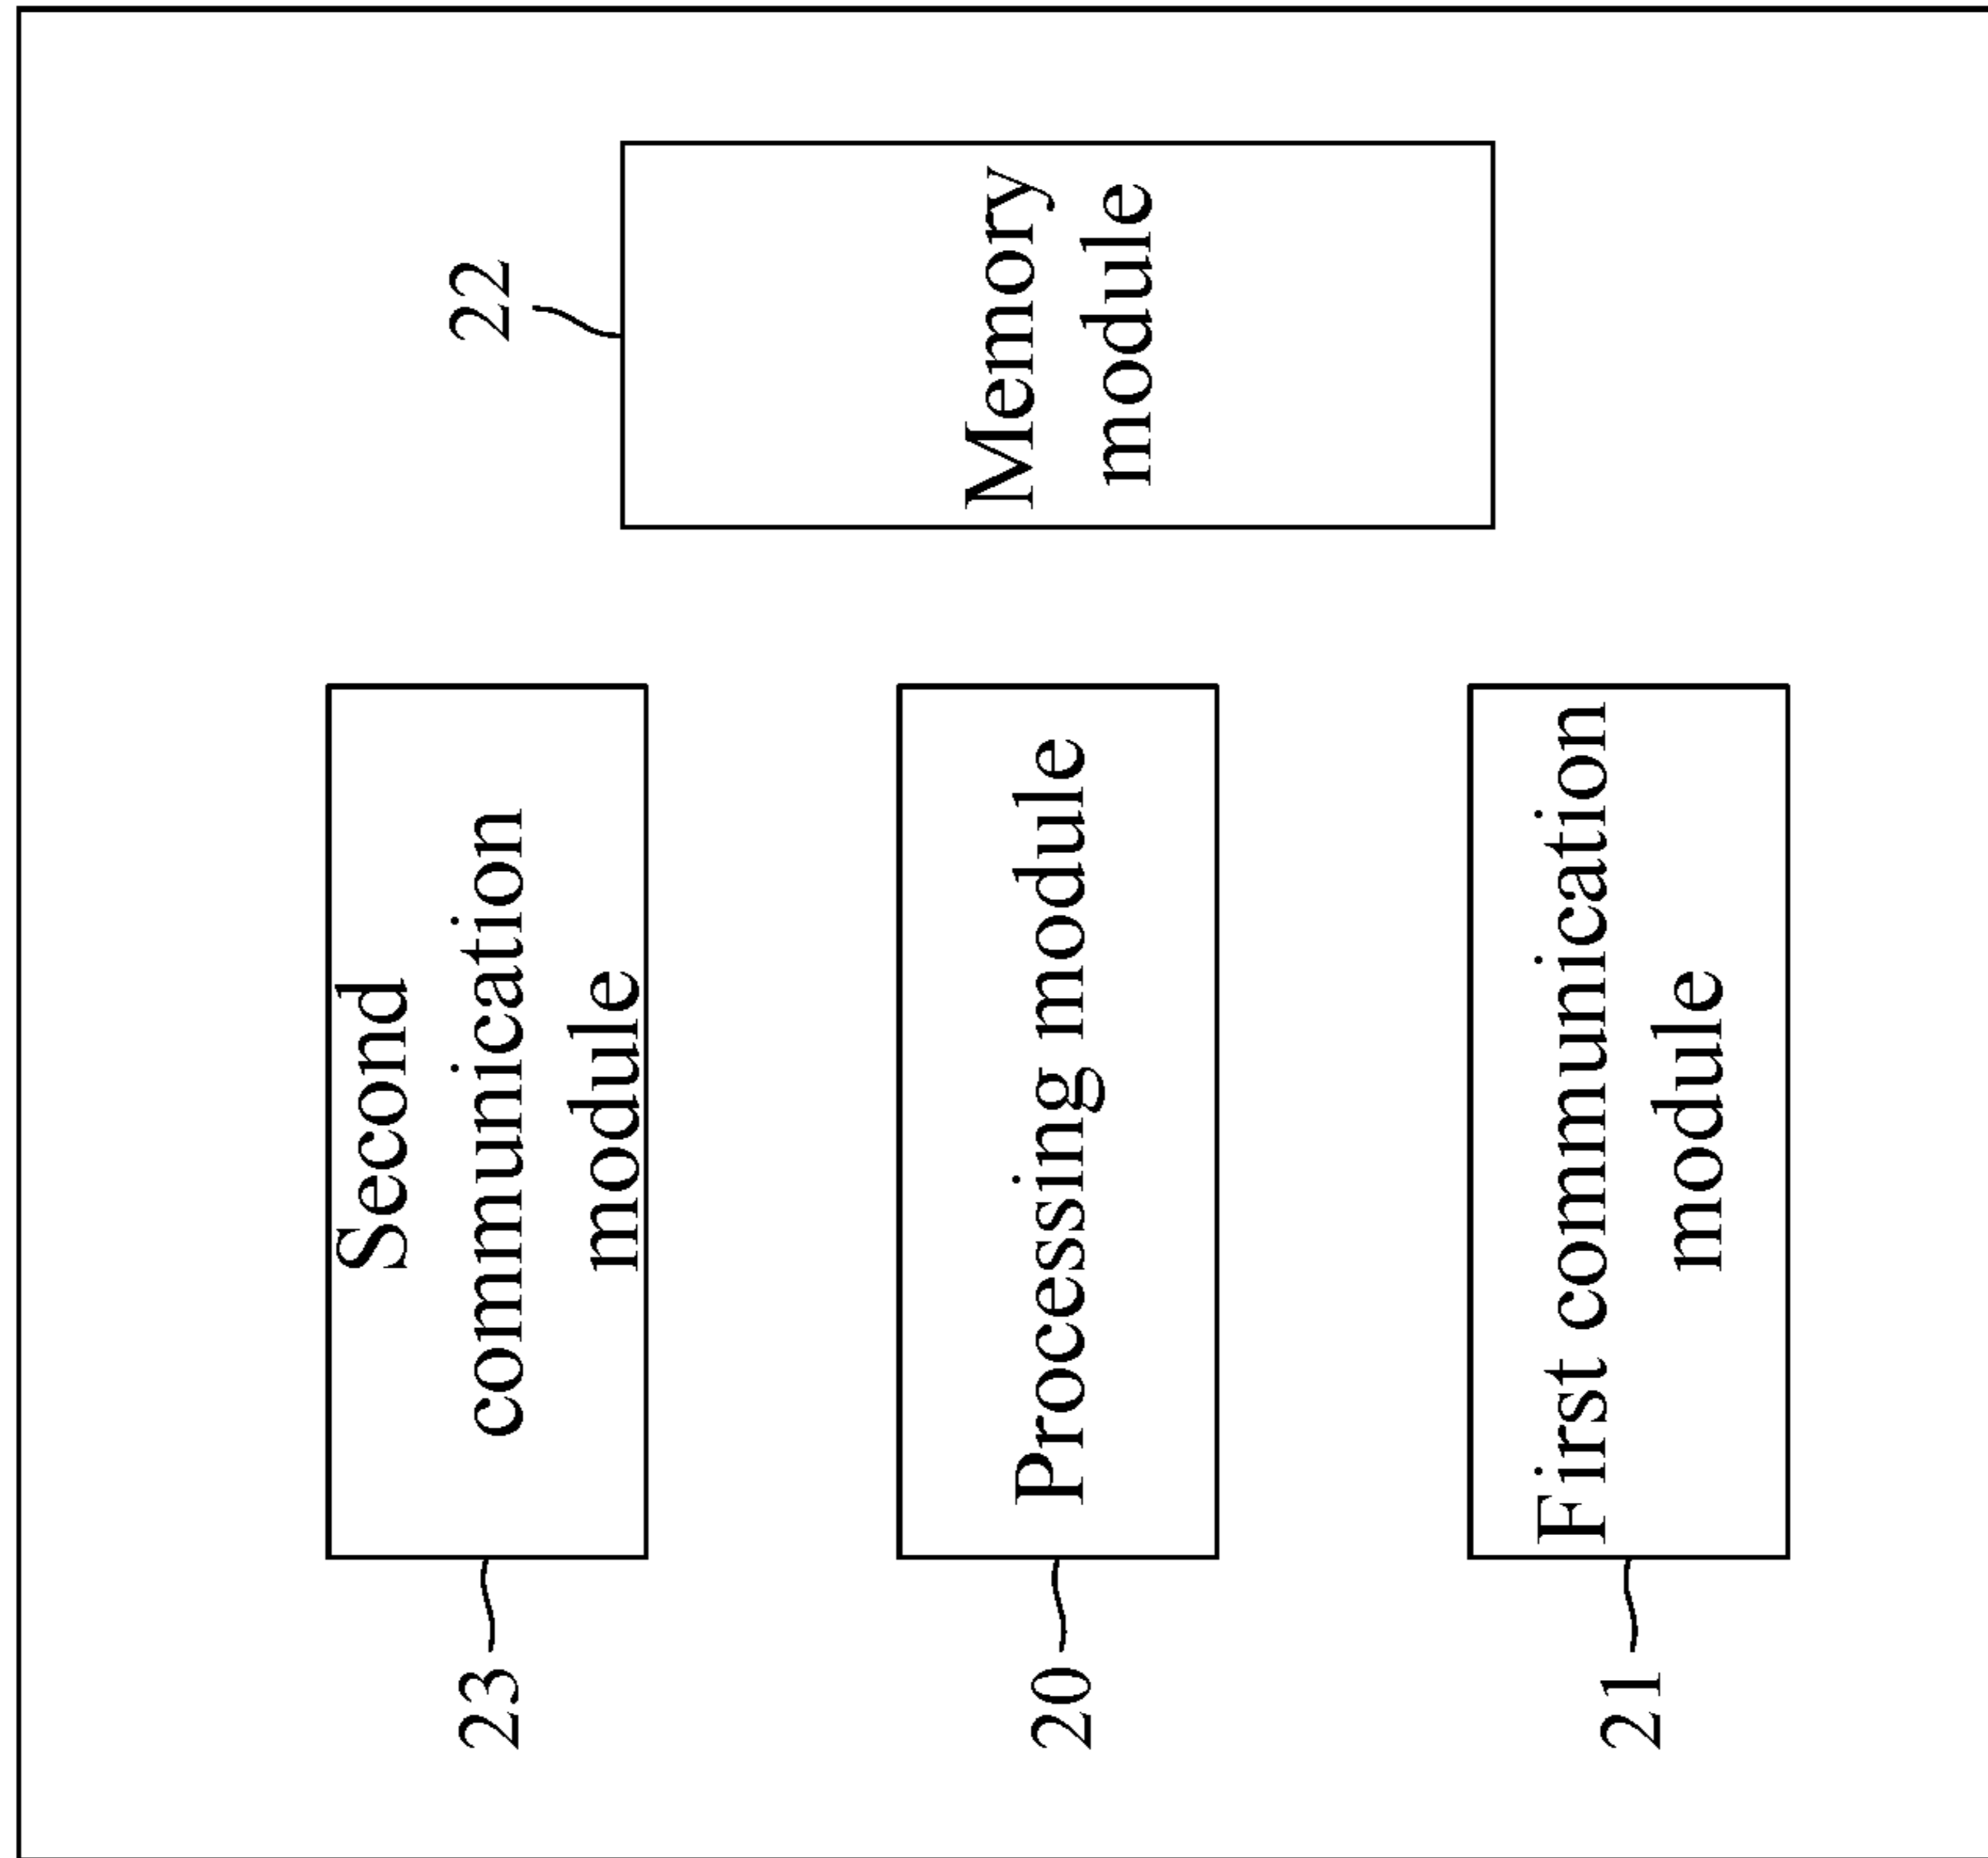 23
Second
communication
module
20
Processing module
21
First communication
module
22
Memory
module